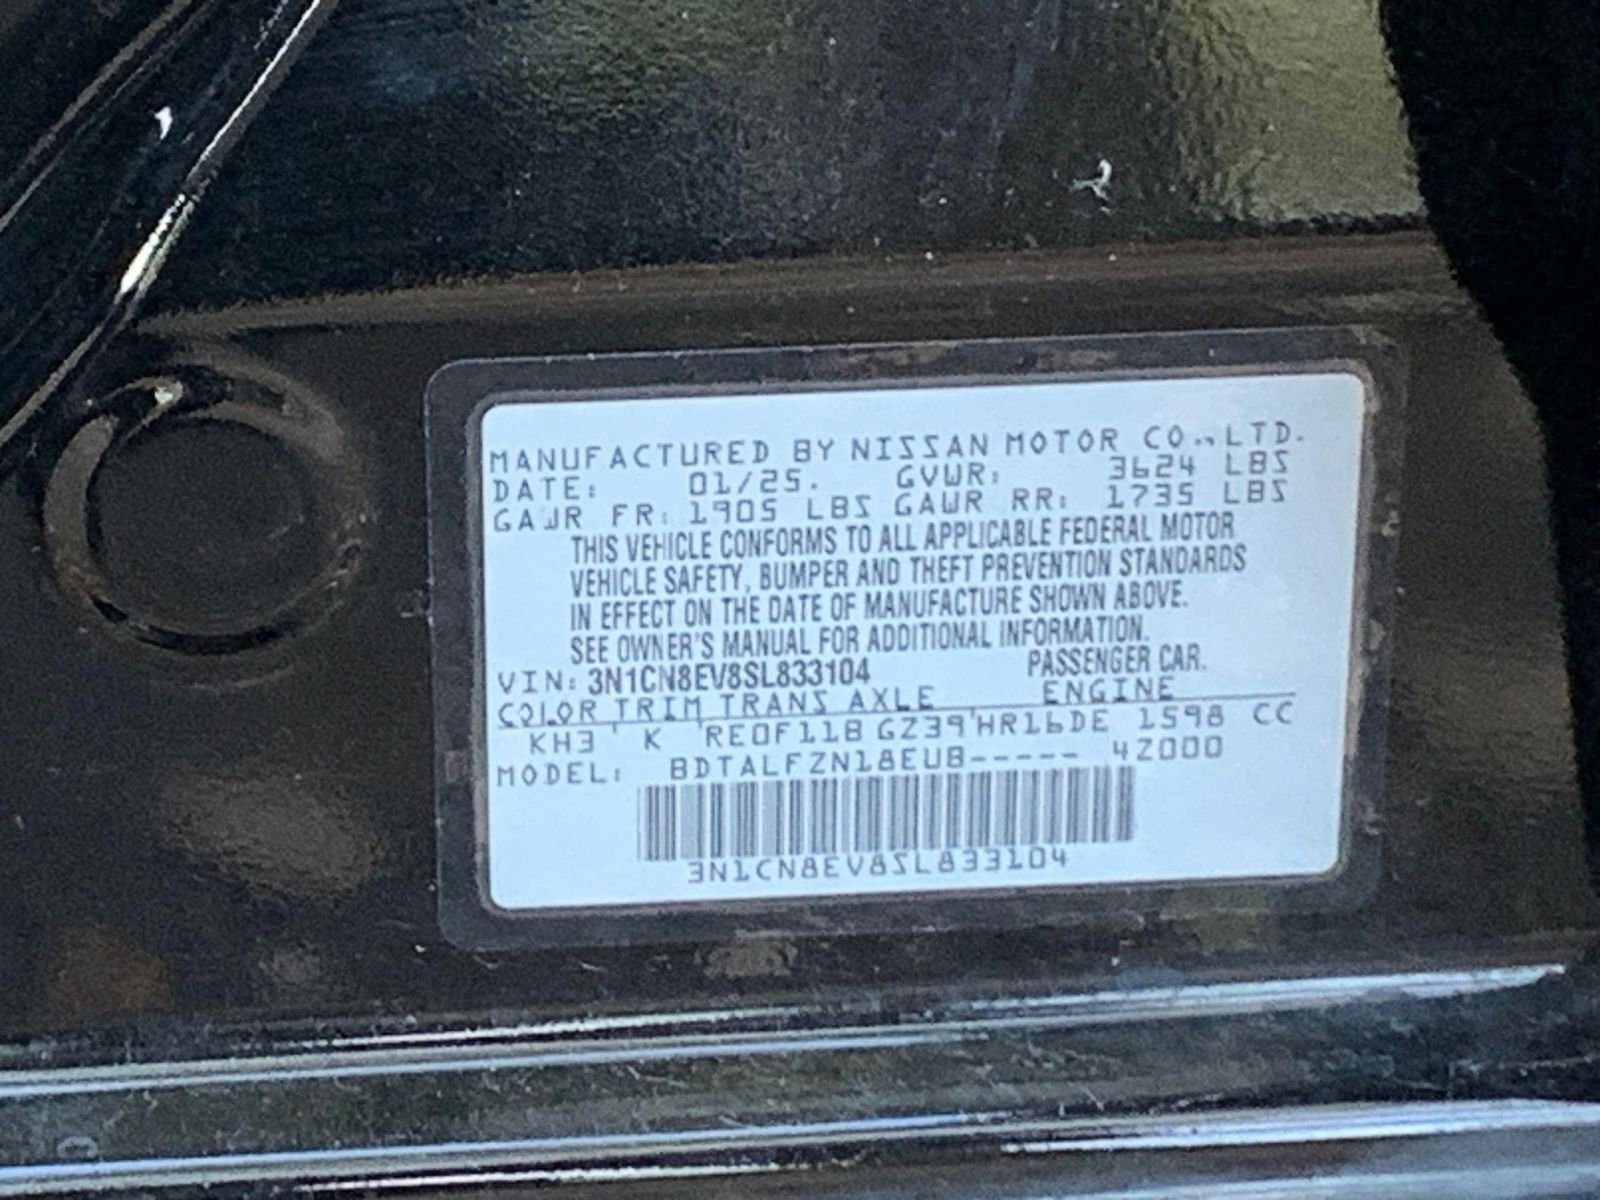 MANUFACTURED BY NISSAN MOTOR CO., LTD.
DATE: 01/25. GVWR: 3624 LBS
GAWR FR: 1905 LBS GAWR RR: 1735 LBS
THIS VEHICLE CONFORMS TO ALL APPLICABLE FEDERAL MOTOR
VEHICLE SAFETY, BUMPER AND THEFT PREVENTION STANDARDS
IN EFFECT ON THE DATE OF MANUFACTURE SHOWN ABOVE.
SEE OWNER'S MANUAL FOR ADDITIONAL INFORMATION.
VIN: 3N1CN8EV8SL833104 PASSENGER CAR.
COLOR TRIM TRANS AXLE ENGINE
KH3 K RE0F11B GZ39 HR16DE 1598 CC
MODEL: BDTALFZN18EUB----- 42000
3N1CN8EV8SL833104